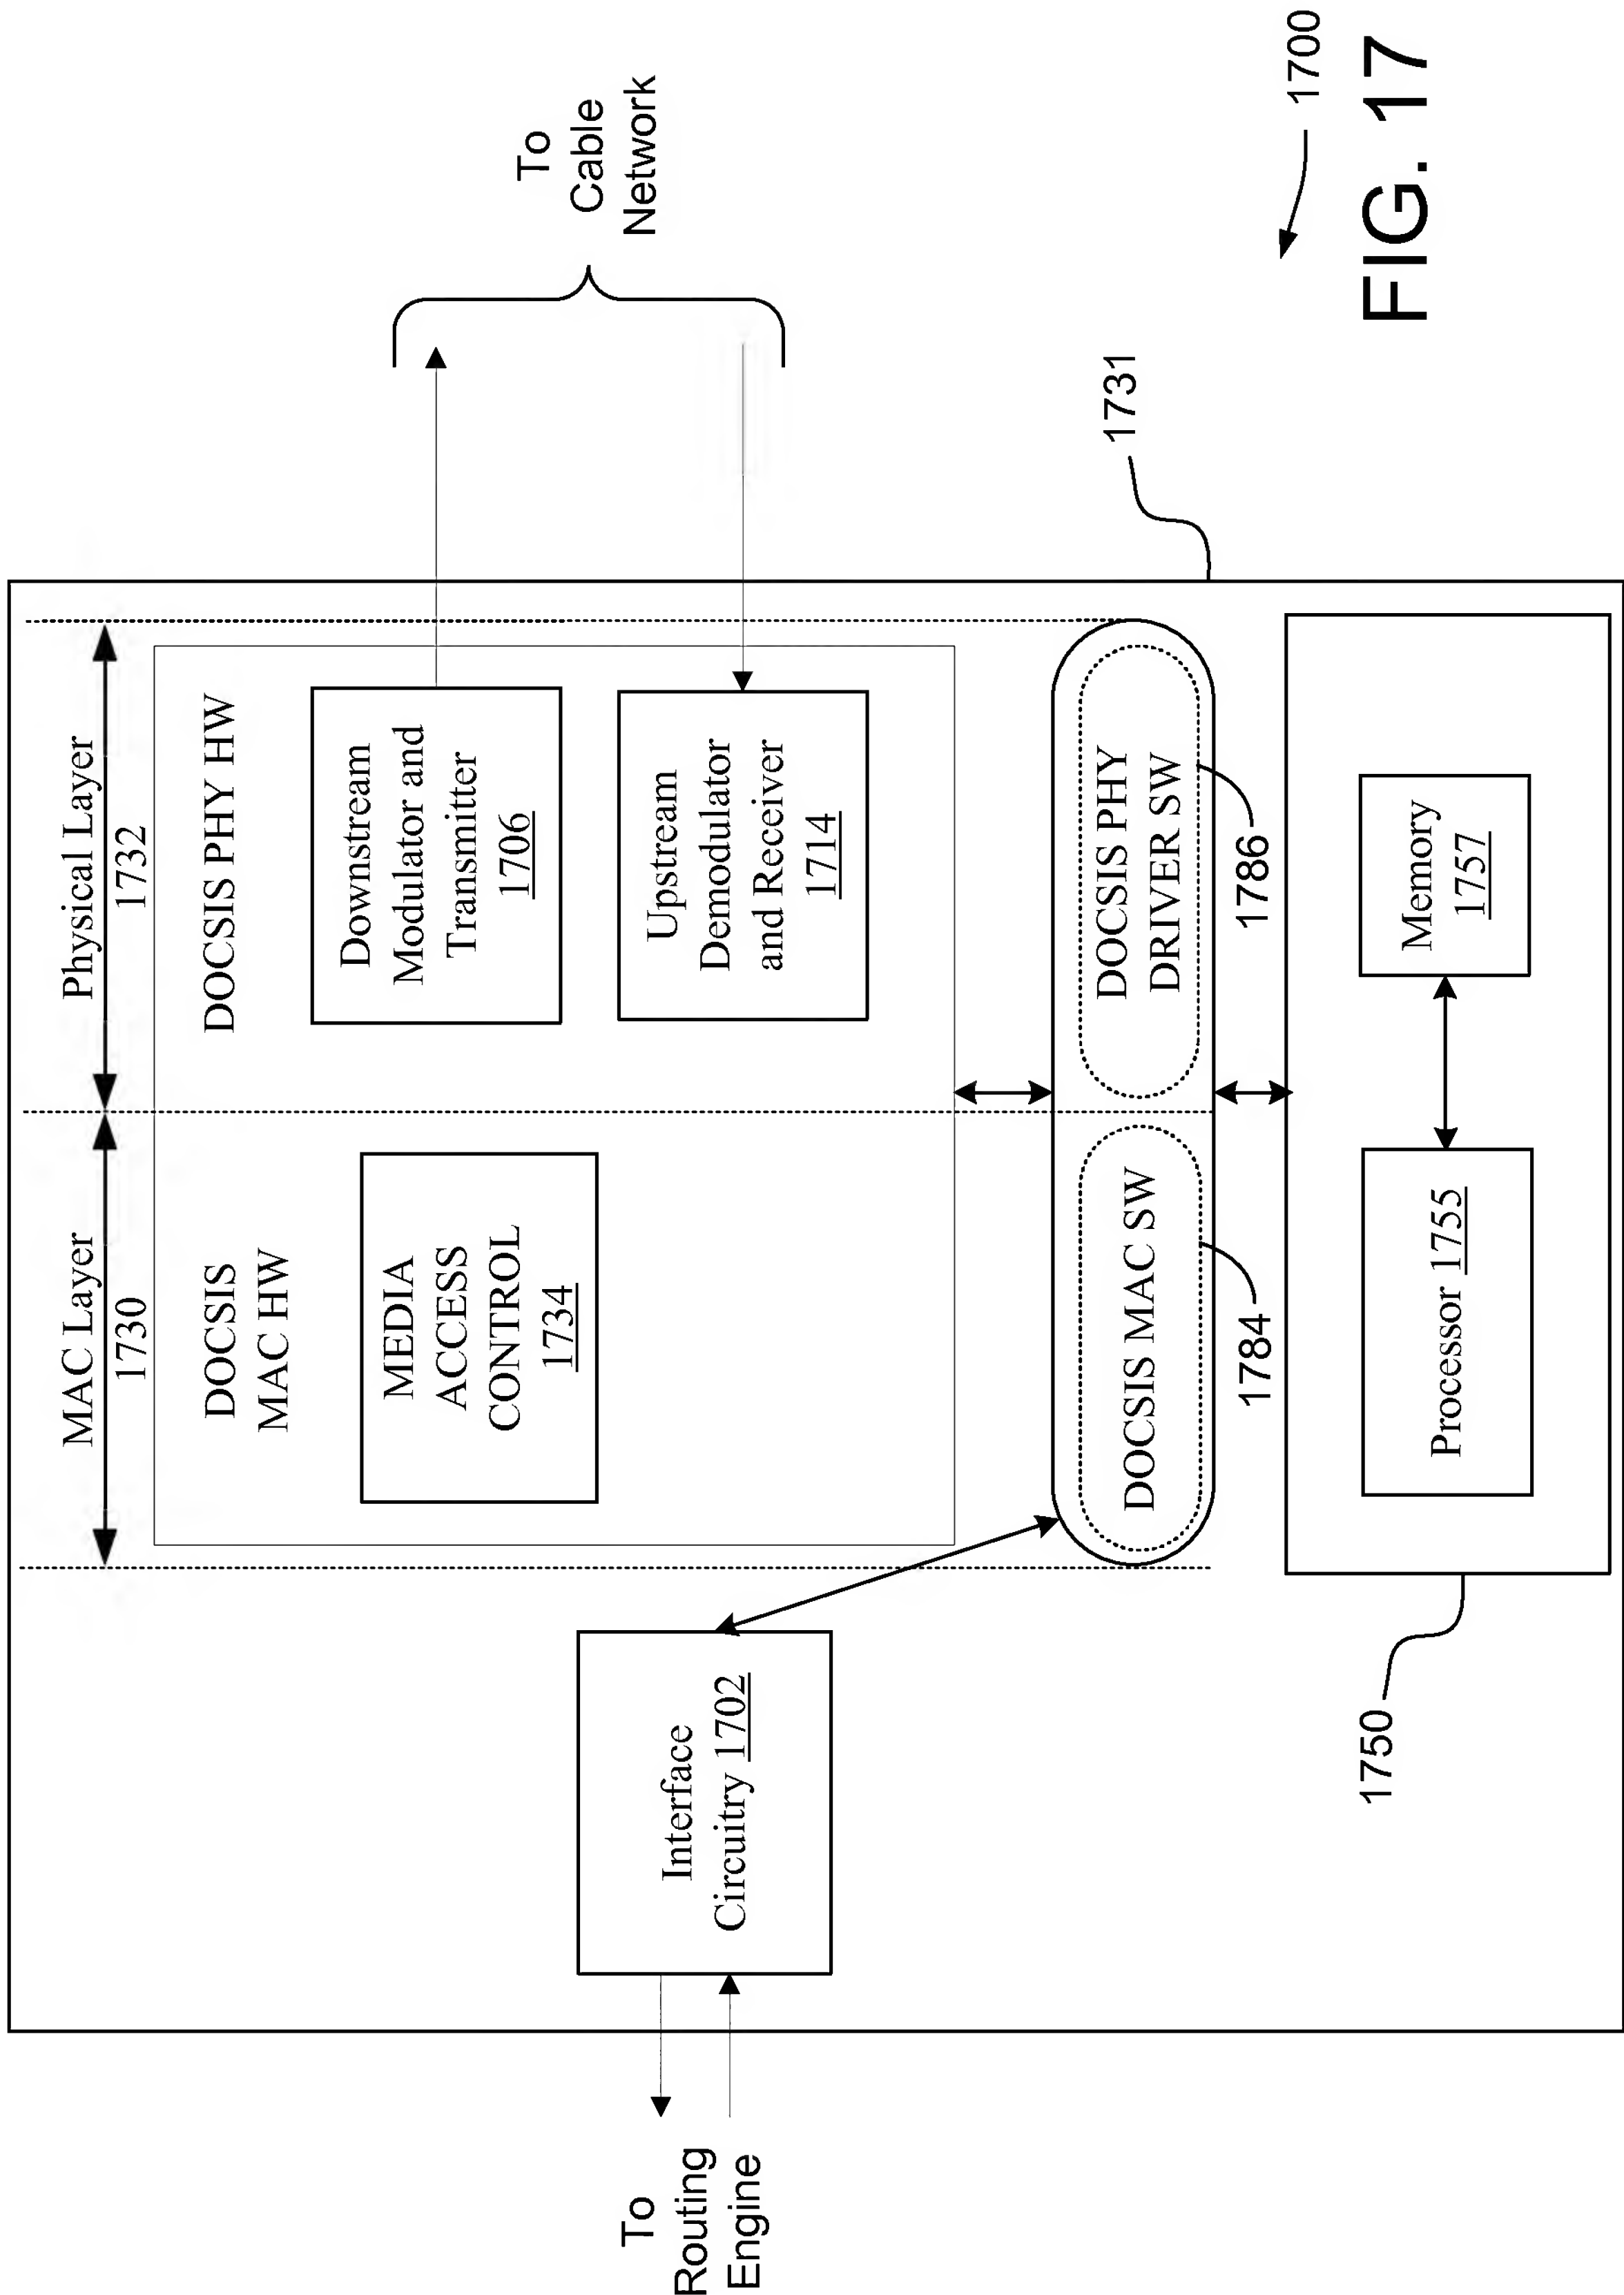 MAC Layer
1730
Physical Layer
1732
DOCSIS
MAC HW
DOCSIS PHY HW
MEDIA
ACCESS
CONTROL
1734
Downstream
Modulator and
Transmitter
1706
Upstream
Demodulator
and Receiver
1714
To
Cable
Network
Interface
Circuitry 1702
To
Routing
Engine
DOCSIS MAC SW
DOCSIS PHY
DRIVER SW
1784
1786
1731
Processor 1755
Memory
1757
1750
1700
FIG. 17